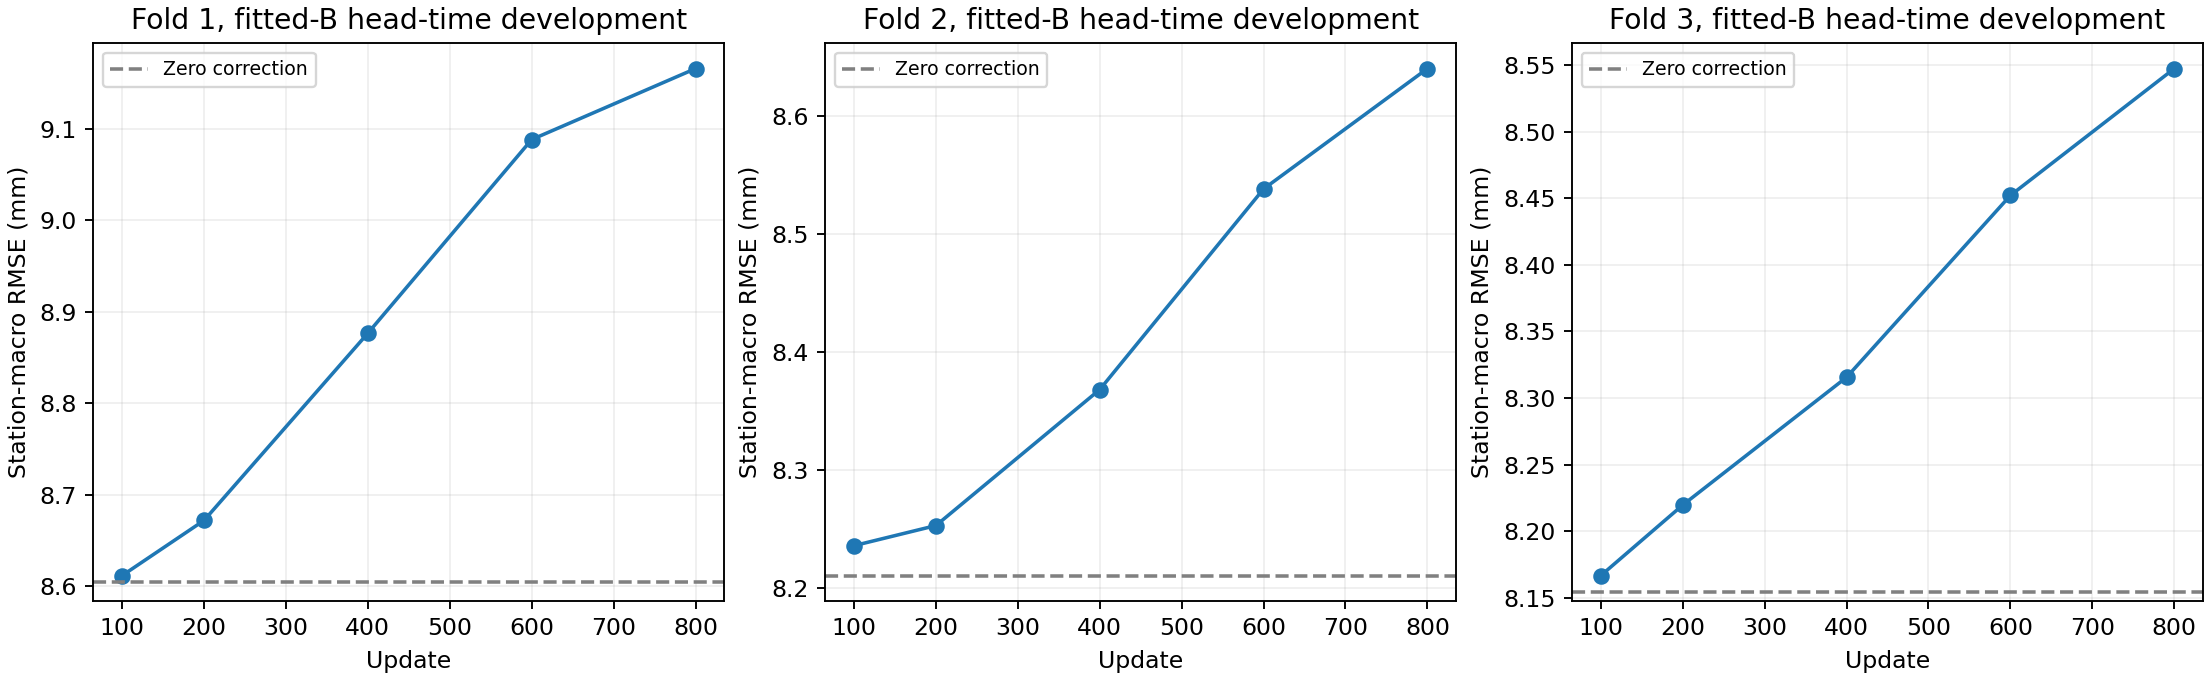 Fold 1, fitted-B head-time development
Zero correction
Station-macro RMSE (mm)
9.1
9.0
8.9
8.8
8.7
8.6
100 200 300 400 500 600 700 800
Update
Fold 2, fitted-B head-time development
Zero correction
Station-macro RMSE (mm)
8.6
8.5
8.4
8.3
8.2
100 200 300 400 500 600 700 800
Update
Fold 3, fitted-B head-time development
Zero correction
Station-macro RMSE (mm)
8.55
8.50
8.45
8.40
8.35
8.30
8.25
8.20
8.15
100 200 300 400 500 600 700 800
Update